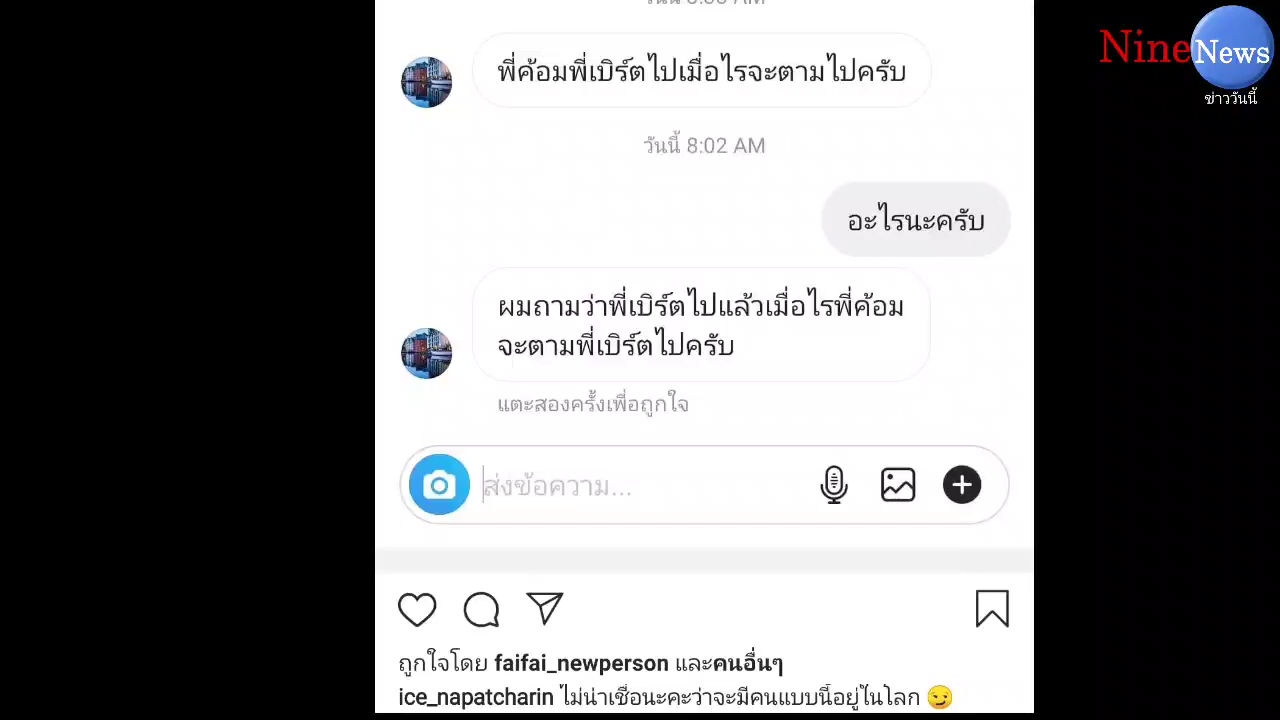 Nine News
ข่าววันนี้
พี่ค้อมพี่เบิร์ตไปเมื่อไรจะตามไปครับ
วันนี้ 8:02 AM
อะไรนะครับ
ผมถามว่าพี่เบิร์ตไปแล้วเมื่อไรพี่ค้อม
จะตามพี่เบิร์ตไปครับ
แตะสองครั้งเพื่อถูกใจ
ส่งข้อความ...
ถูกใจโดย faifai_newperson และคนอื่นๆ
ice_napatcharin ไม่น่าเชื่อนะคะว่าจะมีคนแบบนี้อยู่ในโลก 😏